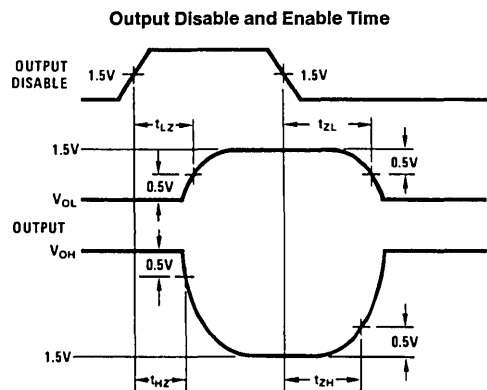 Output Disable and Enable Time
OUTPUT
DISABLE
1.5V
1.5V
tLZ
tZL
1.5V
0.5V
0.5V
VOL
OUTPUT
VOH
0.5V
0.5V
1.5V
tHZ
tZH